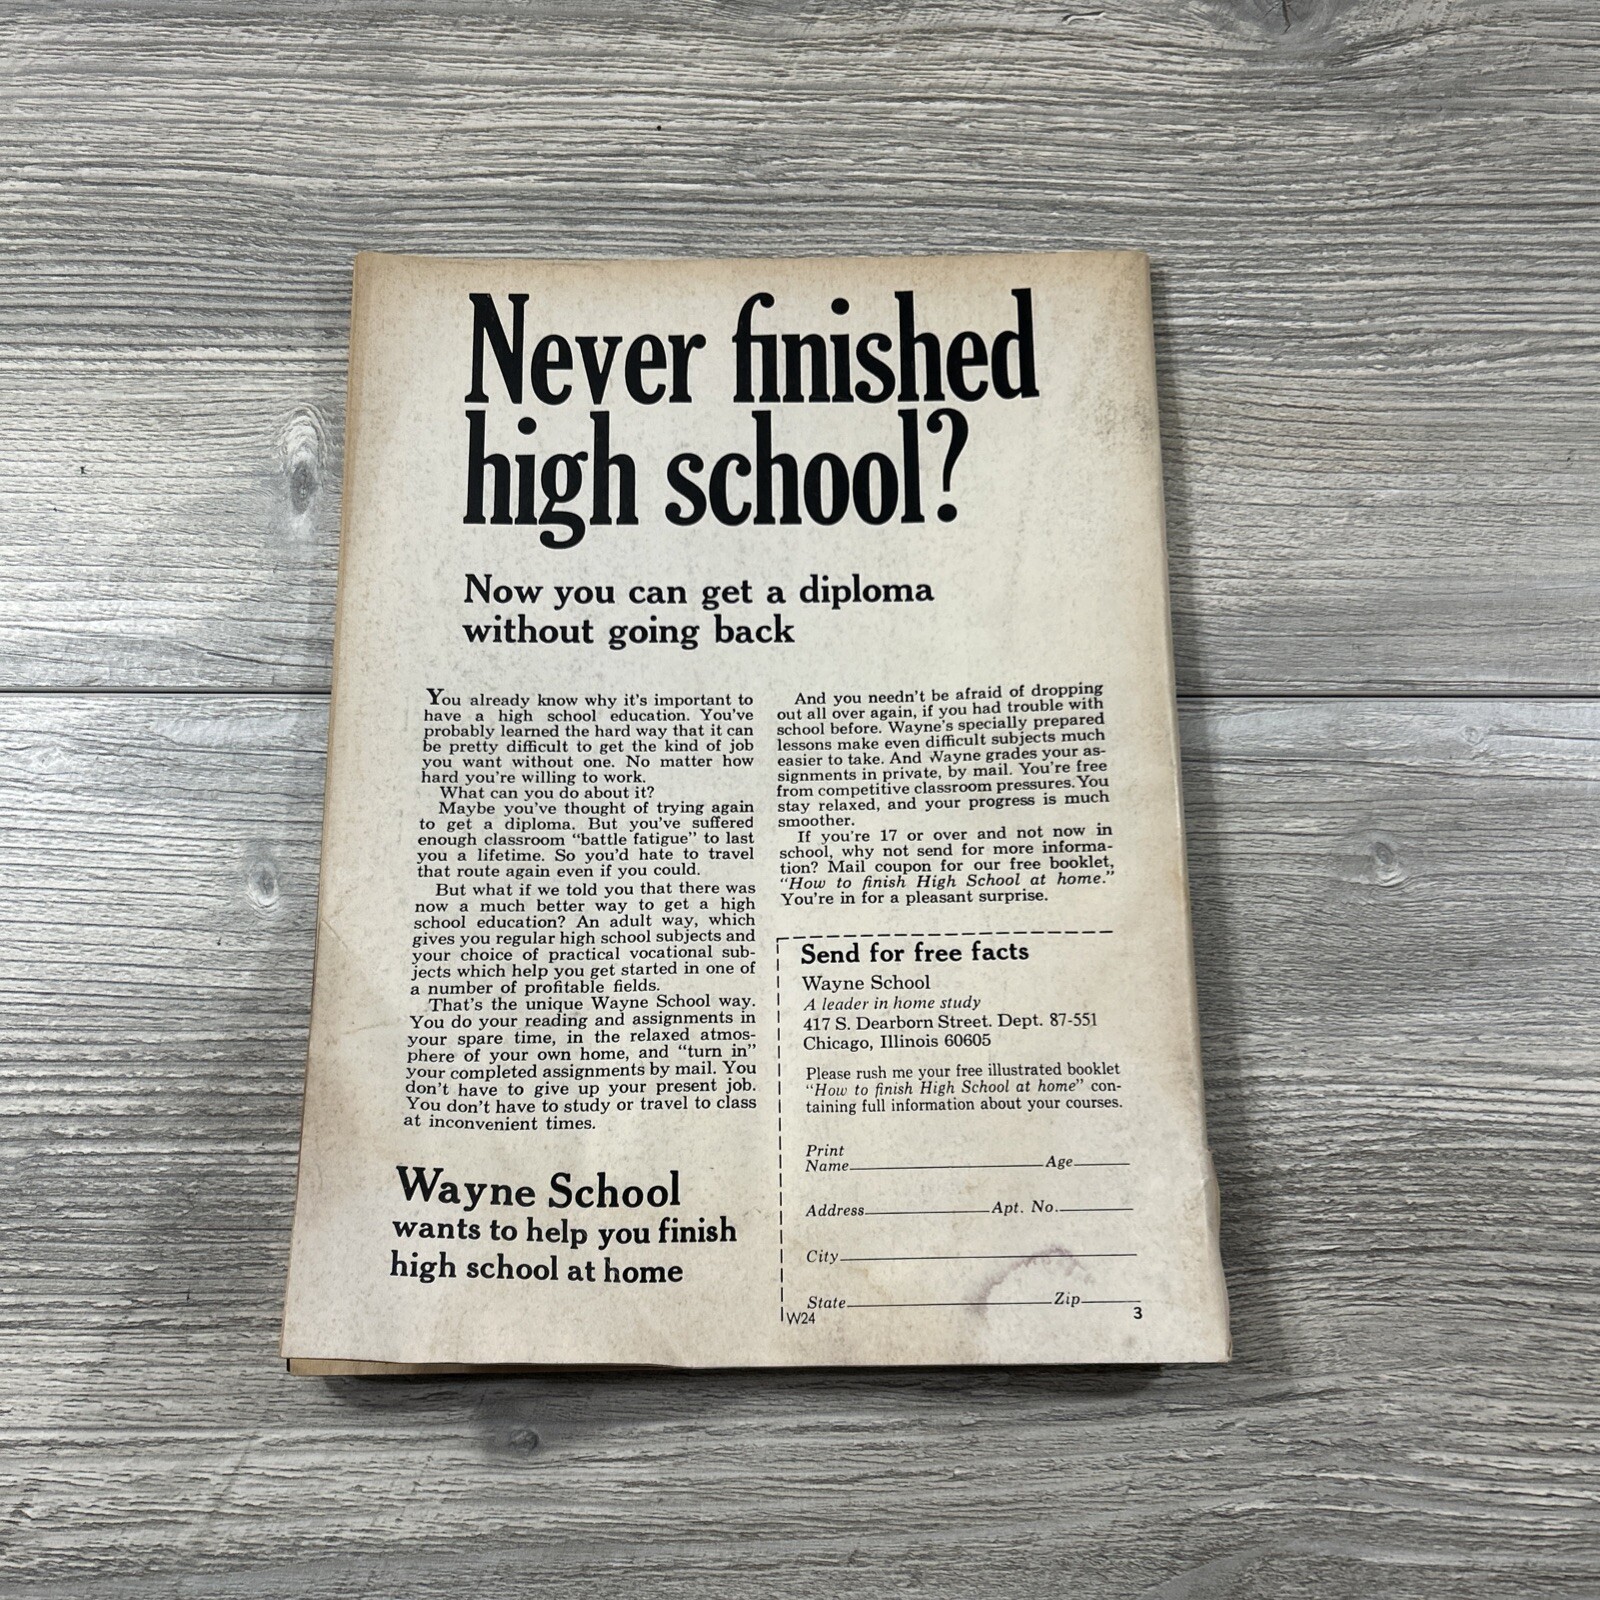 Never finished
high school?
Now you can get a diploma
without going back
You already know why it's important to
have a high school education. You've
probably learned the hard way that it can
be pretty difficult to get the kind of job
you want without one. No matter how
hard you're willing to work.
What can you do about it?
Maybe you've thought of trying again
to get a diploma. But you've suffered
enough classroom "battle fatigue" to last
you a lifetime. So you'd hate to travel
that route again even if you could.
But what if we told you that there was
now a much better way to get a high
school education? An adult way, which
gives you regular high school subjects and
your choice of practical vocational sub-
jects which help you get started in one of
a number of profitable fields.
That's the unique Wayne School way.
You do your reading and assignments in
your spare time, in the relaxed atmos-
phere of your own home, and "turn in"
your completed assignments by mail. You
don't have to give up your present job.
You don't have to study or travel to class
at inconvenient times.
Wayne School
wants to help you finish
high school at home
And you needn't be afraid of dropping
out all over again, if you had trouble with
school before. Wayne's specially prepared
lessons make even difficult subjects much
easier to take. And Wayne grades your as-
signments in private, by mail. You're free
from competitive classroom pressures. You
stay relaxed, and your progress is much
smoother.
If you're 17 or over and not now in
school, why not send for more informa-
tion? Mail coupon for our free booklet,
"How to finish High School at home."
You're in for a pleasant surprise.
Send for free facts
Wayne School
A leader in home study
417 S. Dearborn Street. Dept. 87-551
Chicago, Illinois 60605
Please rush me your free illustrated booklet
"How to finish High School at home" con-
taining full information about your courses.
Print
Name Age
Address Apt. No.
City
State Zip
W24 3